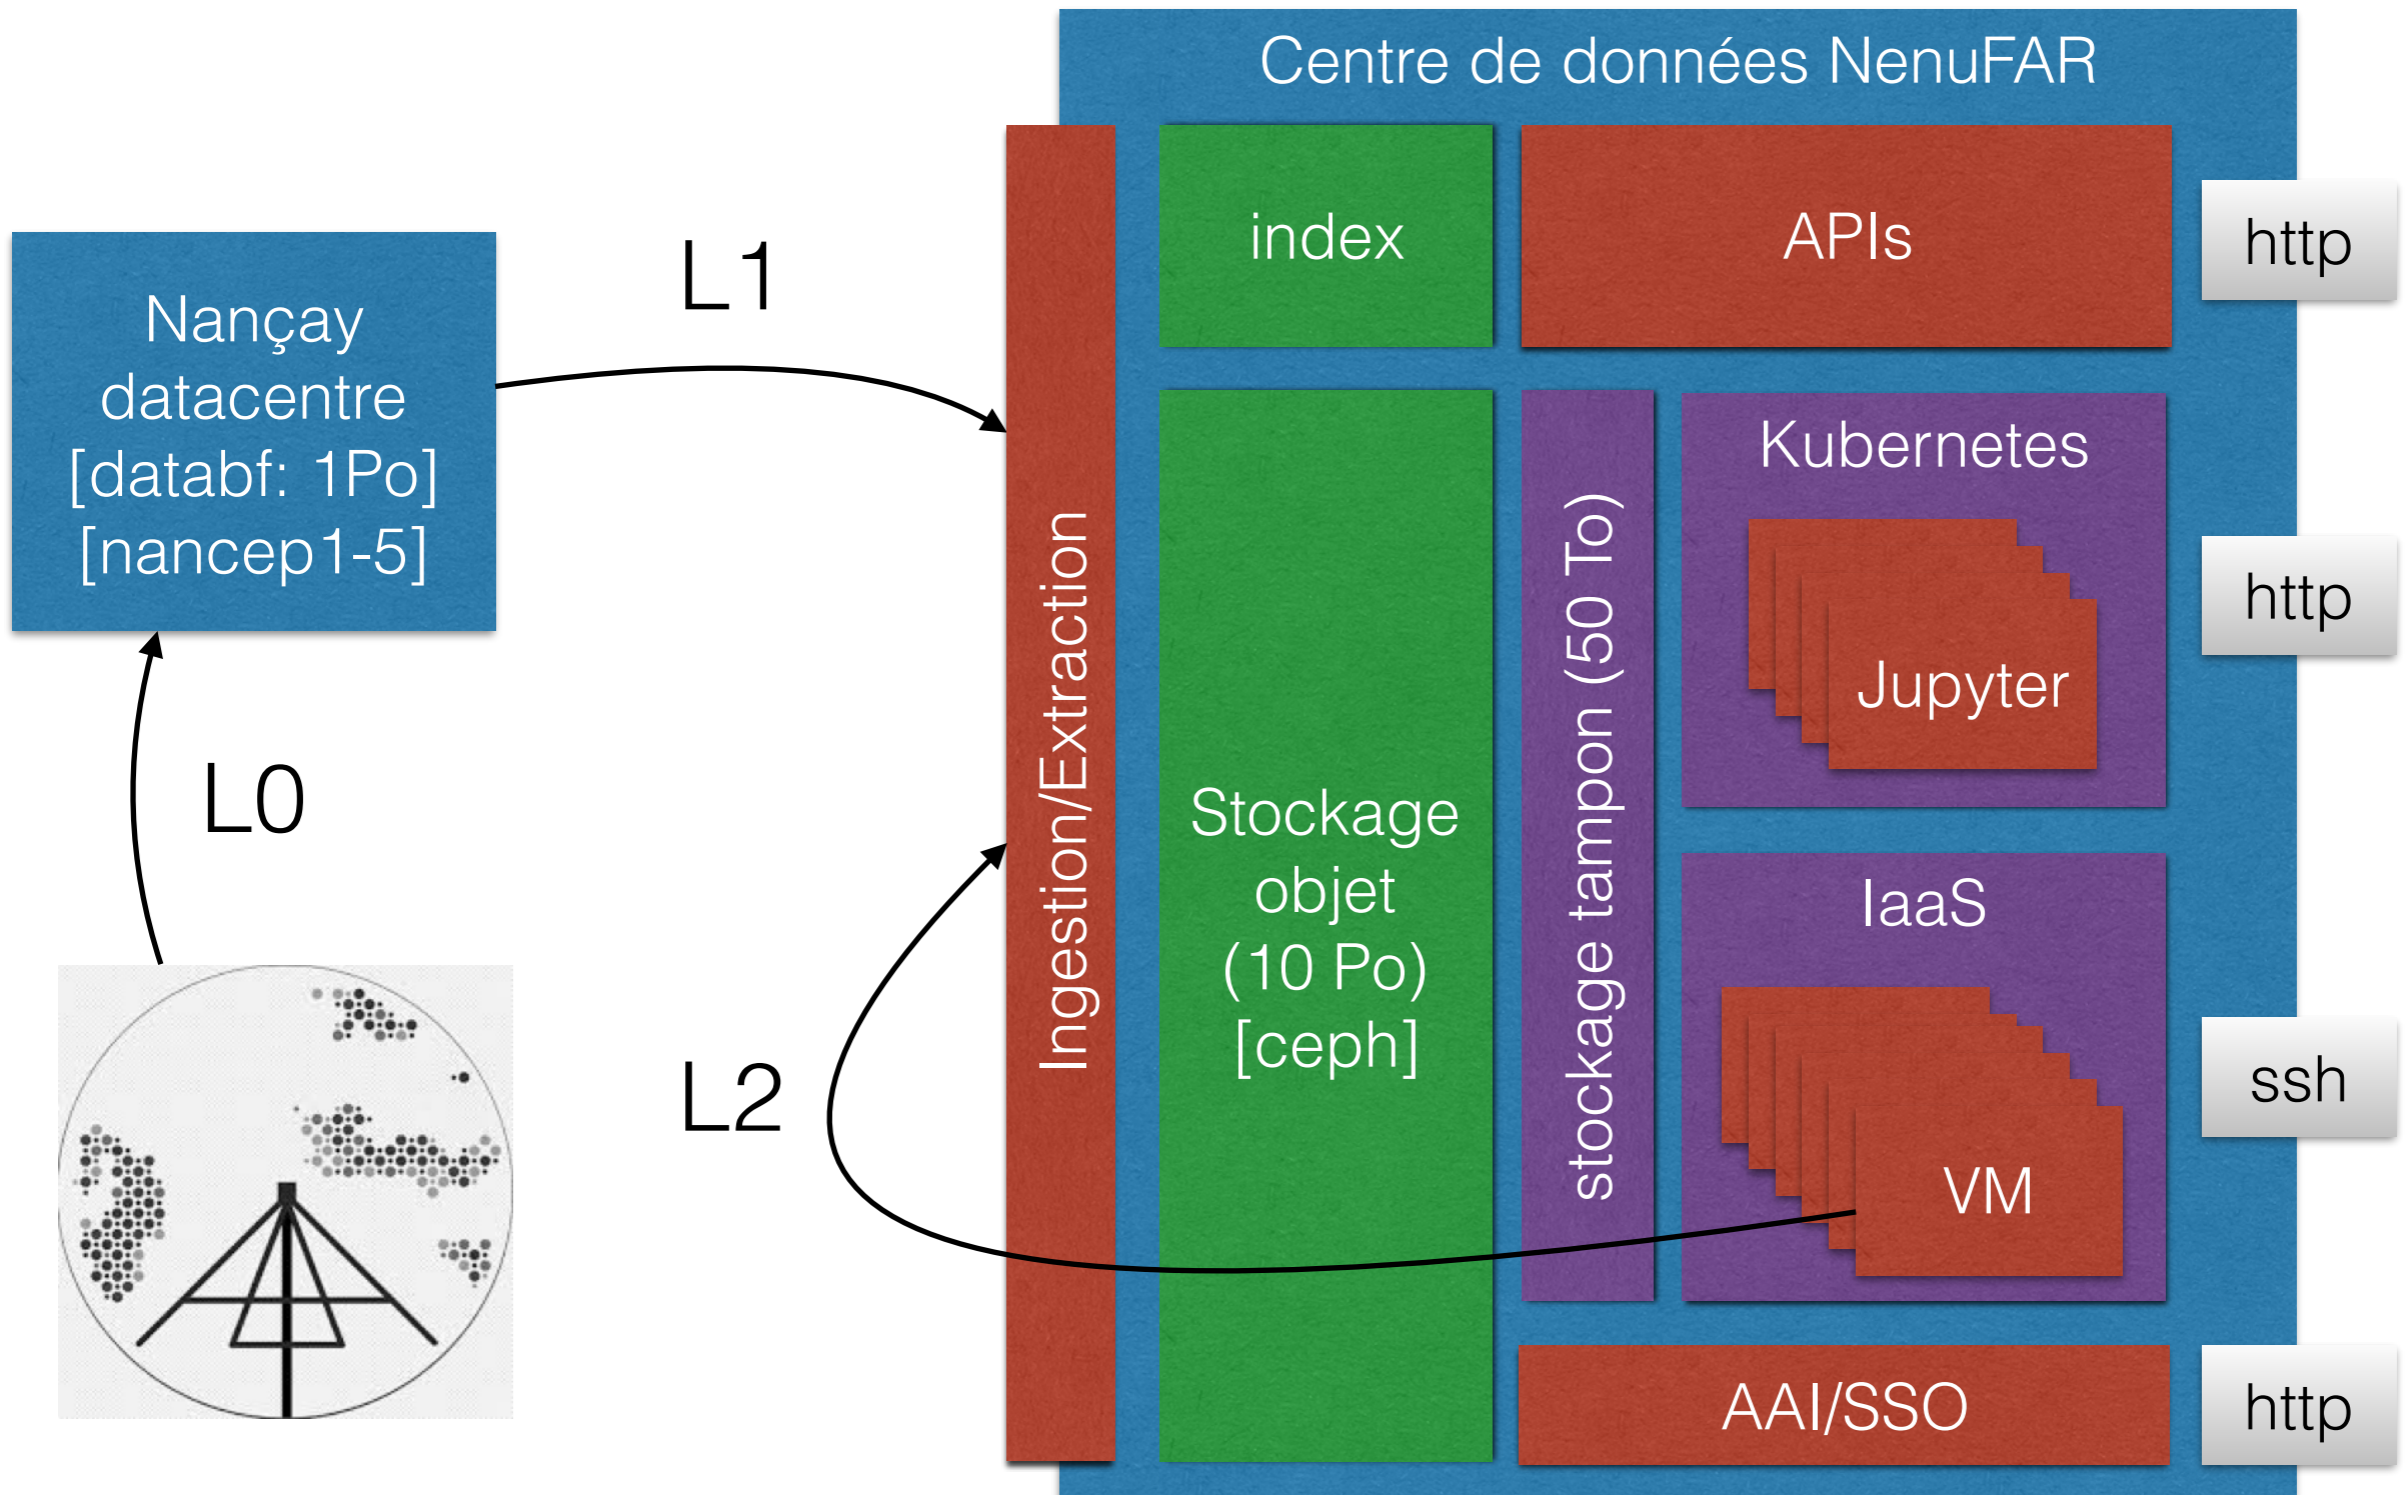 Centre de données NenuFAR
Nançay
datacentre
[databf: 1Po]
[nancep1-5]
L0
L1
L2
Ingestion/Extraction
index
APIs
http
Stockage
objet
(10 Po)
[ceph]
stockage tampon (50 To)
Kubernetes
Jupyter
http
IaaS
VM
ssh
AAI/SSO
http